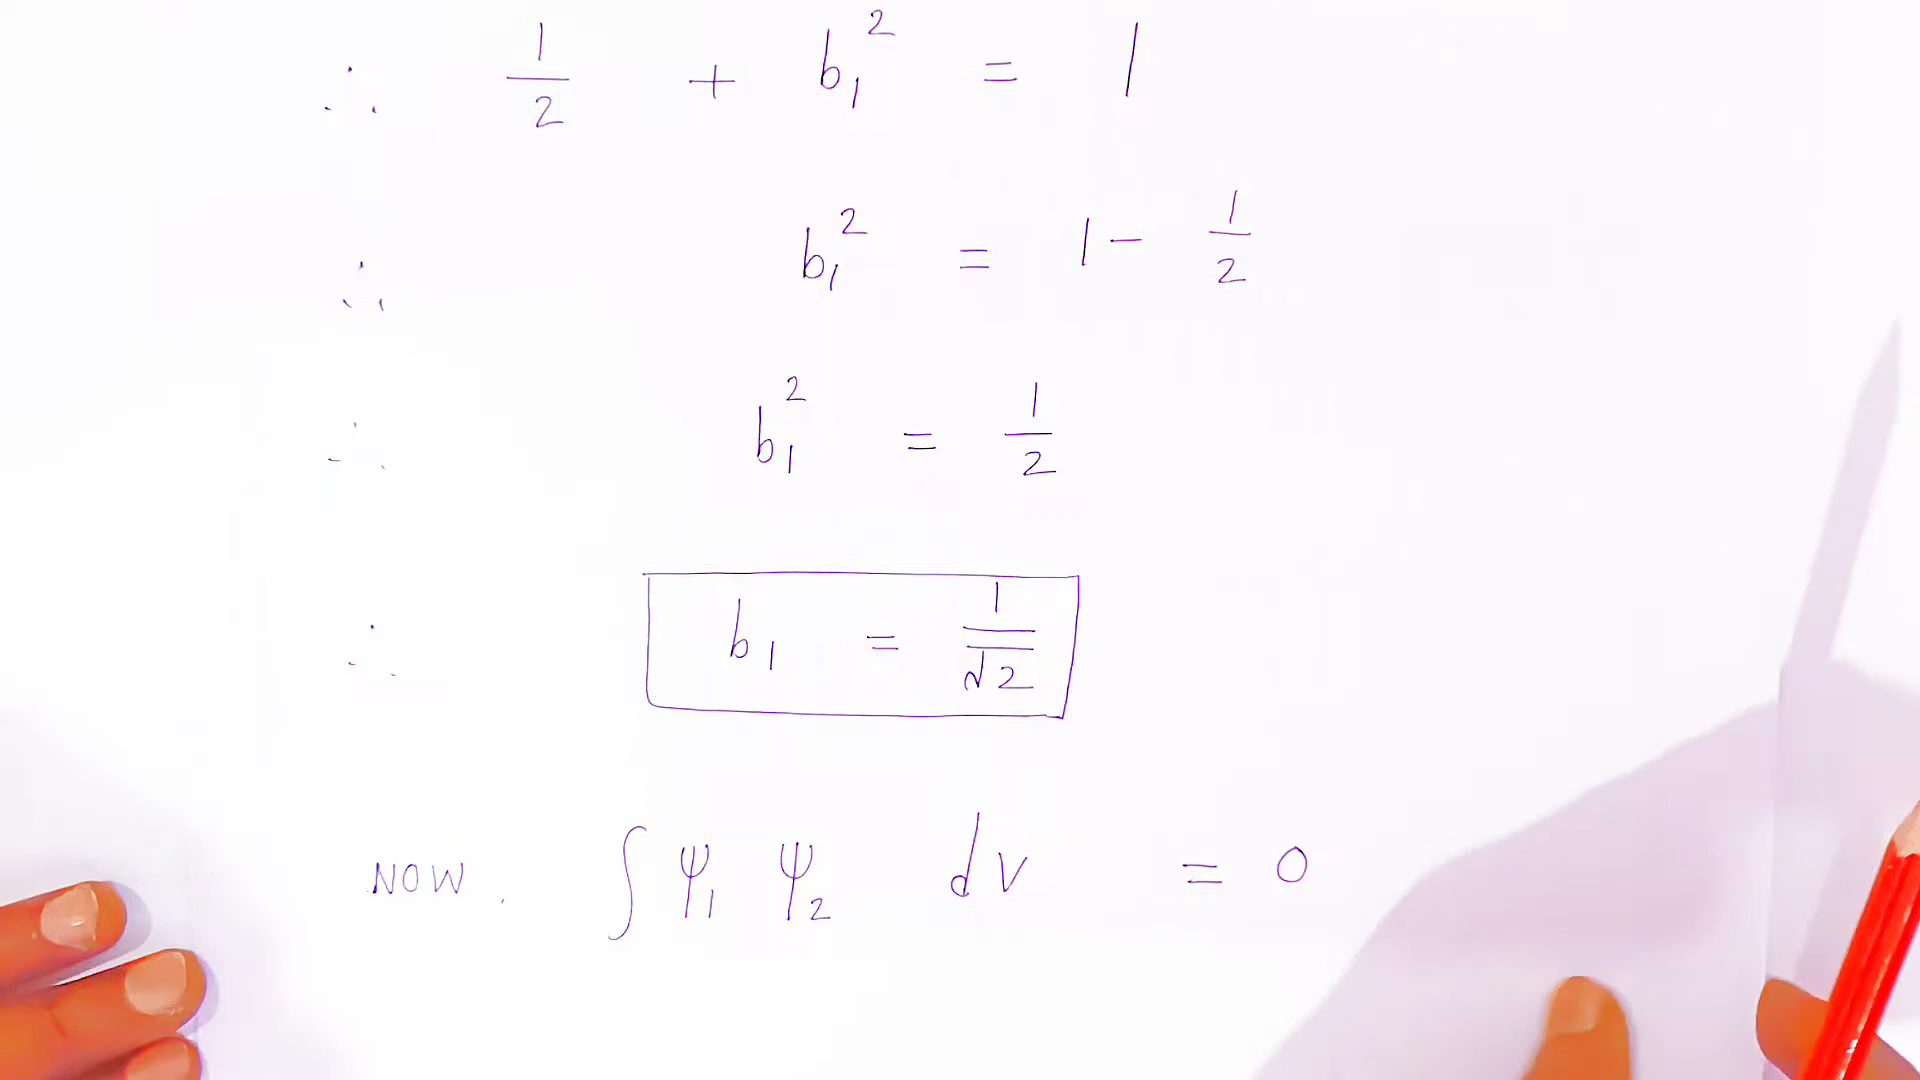 ∴ 1/2 + b₁² = 1
∴ b₁² = 1 - 1/2
∴ b₁² = 1/2
∴ b₁ = 1/√2
NOW, ∫ ψ₁ ψ₂ dv = 0